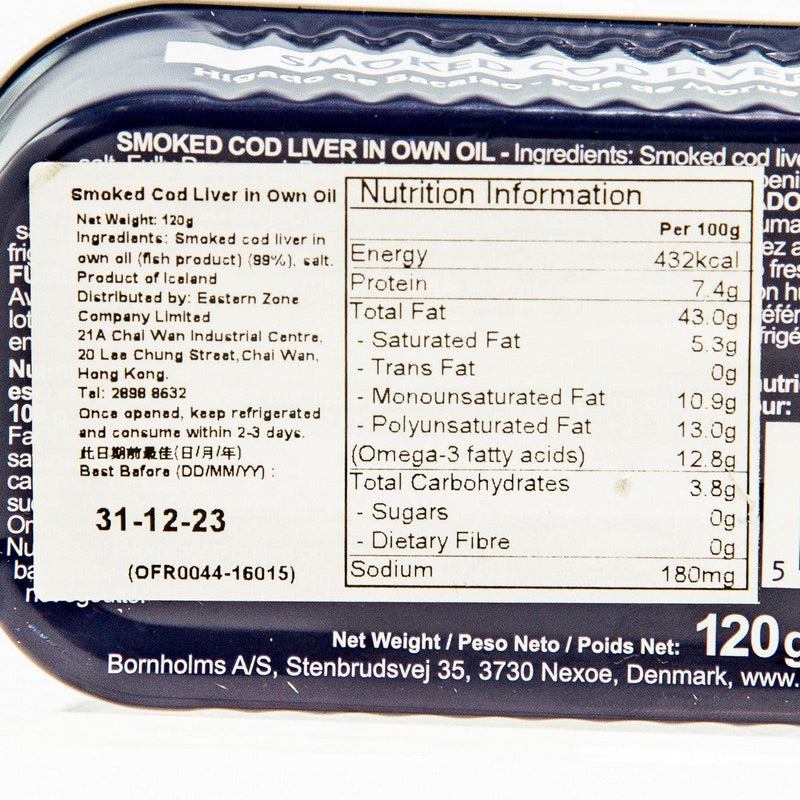 SMOKED COD LIVER
Hígado de Bacalao · Foie de Morue
SMOKED COD LIVER IN OWN OIL - Ingredients: Smoked cod live
Smoked Cod Liver in Own Oil
Net Weight: 120g
Ingredients: Smoked cod liver in
own oil (fish product) (99%), salt.
Product of Iceland
Distributed by: Eastern Zone
Company Limited
21A Chai Wan Industrial Centre,
20 Lee Chung Street, Chai Wan,
Hong Kong.
Tel: 2898 8632
Once opened, keep refrigerated
and consume within 2-3 days.
此日期前最佳(日/月/年)
Best Before (DD/MM/YY) :
31-12-23
(OFR0044-16015)
Nutrition Information
Per 100g
Energy 432kcal
Protein 7.4g
Total Fat 43.0g
- Saturated Fat 5.3g
- Trans Fat 0g
- Monounsaturated Fat 10.9g
- Polyunsaturated Fat 13.0g
(Omega-3 fatty acids) 12.8g
Total Carbohydrates 3.8g
- Sugars 0g
- Dietary Fibre 0g
Sodium 180mg
5
Net Weight / Peso Neto / Poids Net: 120g
Bornholms A/S, Stenbrudsvej 35, 3730 Nexoe, Denmark, www.